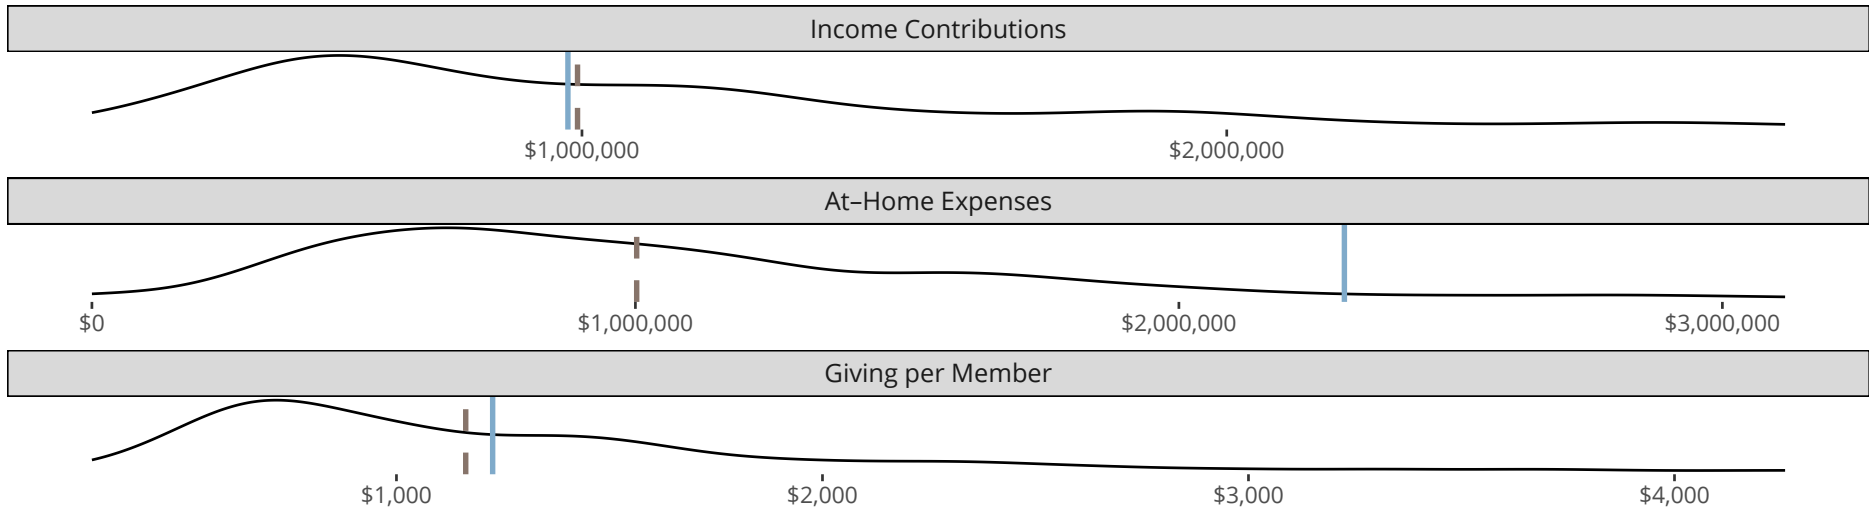 Income Contributions
$1,000,000 $2,000,000
At–Home Expenses
$0 $1,000,000 $2,000,000 $3,000,000
Giving per Member
$1,000 $2,000 $3,000 $4,000